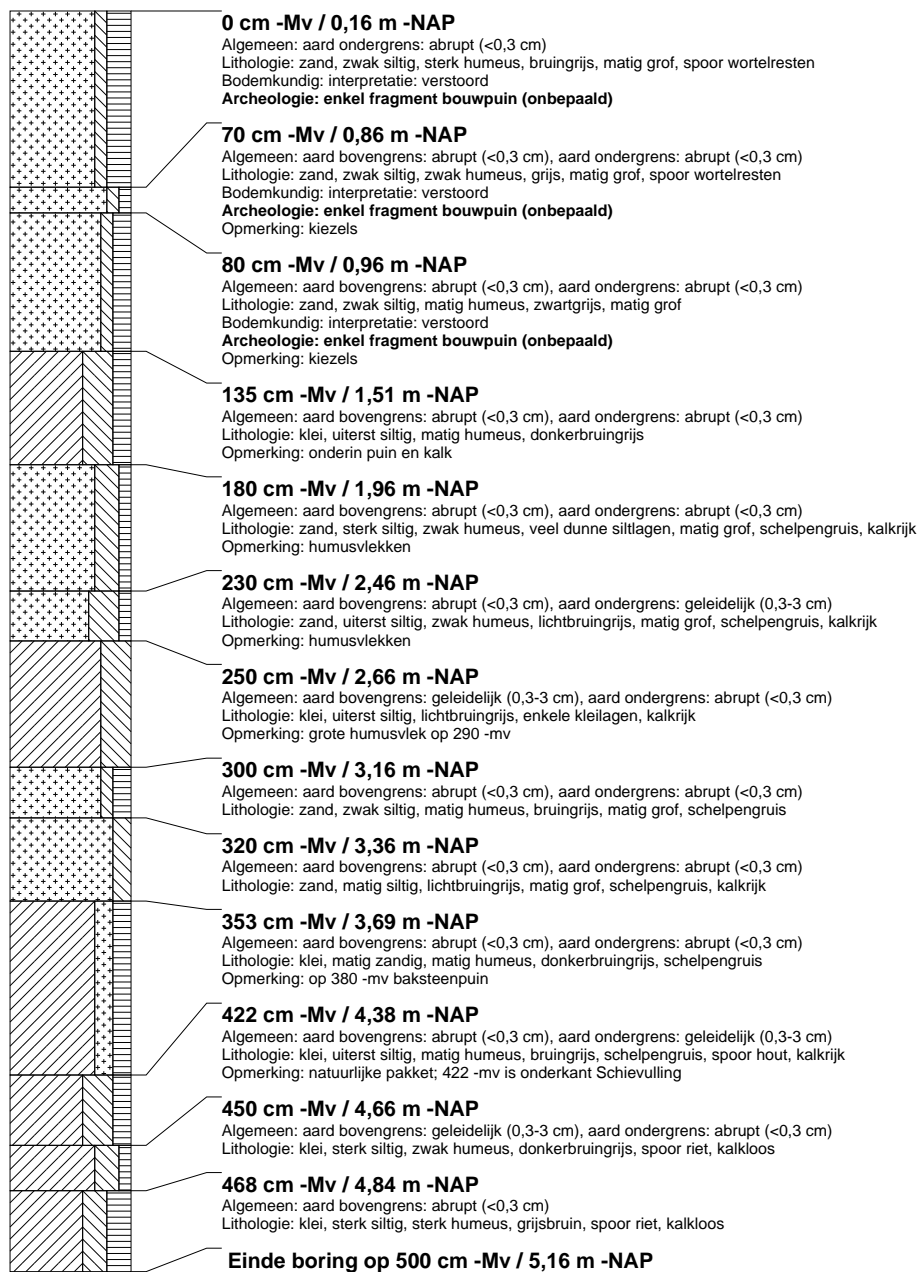 0 cm -Mv / 0,16 m -NAP
Algemeen: aard ondergrens: abrupt (<0,3 cm)
Lithologie: zand, zwak siltig, sterk humeus, bruingrijs, matig grof, spoor wortelresten
Bodemkundig: interpretatie: verstoord
Archeologie: enkel fragment bouwpuin (onbepaald)
70 cm -Mv / 0,86 m -NAP
Algemeen: aard bovengrens: abrupt (<0,3 cm), aard ondergrens: abrupt (<0,3 cm)
Lithologie: zand, zwak siltig, zwak humeus, grijs, matig grof, spoor wortelresten
Bodemkundig: interpretatie: verstoord
Archeologie: enkel fragment bouwpuin (onbepaald)
Opmerking: kiezels
80 cm -Mv / 0,96 m -NAP
Algemeen: aard bovengrens: abrupt (<0,3 cm), aard ondergrens: abrupt (<0,3 cm)
Lithologie: zand, zwak siltig, matig humeus, zwartgrijs, matig grof
Bodemkundig: interpretatie: verstoord
Archeologie: enkel fragment bouwpuin (onbepaald)
Opmerking: kiezels
135 cm -Mv / 1,51 m -NAP
Algemeen: aard bovengrens: abrupt (<0,3 cm), aard ondergrens: abrupt (<0,3 cm)
Lithologie: klei, uiterst siltig, matig humeus, donkerbruingrijs
Opmerking: onderin puin en kalk
180 cm -Mv / 1,96 m -NAP
Algemeen: aard bovengrens: abrupt (<0,3 cm), aard ondergrens: abrupt (<0,3 cm)
Lithologie: zand, sterk siltig, zwak humeus, veel dunne siltlagen, matig grof, schelpengruis, kalkrijk
Opmerking: humusvlekken
230 cm -Mv / 2,46 m -NAP
Algemeen: aard bovengrens: abrupt (<0,3 cm), aard ondergrens: geleidelijk (0,3-3 cm)
Lithologie: zand, uiterst siltig, zwak humeus, lichtbruingrijs, matig grof, schelpengruis, kalkrijk
Opmerking: humusvlekken
250 cm -Mv / 2,66 m -NAP
Algemeen: aard bovengrens: geleidelijk (0,3-3 cm), aard ondergrens: abrupt (<0,3 cm)
Lithologie: klei, uiterst siltig, lichtbruingrijs, enkele kleilagen, kalkrijk
Opmerking: grote humusvlek op 290 -mv
300 cm -Mv / 3,16 m -NAP
Algemeen: aard bovengrens: abrupt (<0,3 cm), aard ondergrens: abrupt (<0,3 cm)
Lithologie: zand, zwak siltig, matig humeus, bruingrijs, matig grof, schelpengruis
320 cm -Mv / 3,36 m -NAP
Algemeen: aard bovengrens: abrupt (<0,3 cm), aard ondergrens: abrupt (<0,3 cm)
Lithologie: zand, matig siltig, lichtbruingrijs, matig grof, schelpengruis, kalkrijk
353 cm -Mv / 3,69 m -NAP
Algemeen: aard bovengrens: abrupt (<0,3 cm), aard ondergrens: abrupt (<0,3 cm)
Lithologie: klei, matig zandig, matig humeus, donkerbruingrijs, schelpengruis
Opmerking: op 380 -mv baksteenpuin
422 cm -Mv / 4,38 m -NAP
Algemeen: aard bovengrens: abrupt (<0,3 cm), aard ondergrens: geleidelijk (0,3-3 cm)
Lithologie: klei, uiterst siltig, matig humeus, bruingrijs, schelpengruis, spoor hout, kalkrijk
Opmerking: natuurlijke pakket; 422 -mv is onderkant Schievulling
450 cm -Mv / 4,66 m -NAP
Algemeen: aard bovengrens: geleidelijk (0,3-3 cm), aard ondergrens: abrupt (<0,3 cm)
Lithologie: klei, sterk siltig, zwak humeus, donkerbruingrijs, spoor riet, kalkloos
468 cm -Mv / 4,84 m -NAP
Algemeen: aard bovengrens: abrupt (<0,3 cm)
Lithologie: klei, sterk siltig, sterk humeus, grijsbruin, spoor riet, kalkloos
Einde boring op 500 cm -Mv / 5,16 m -NAP